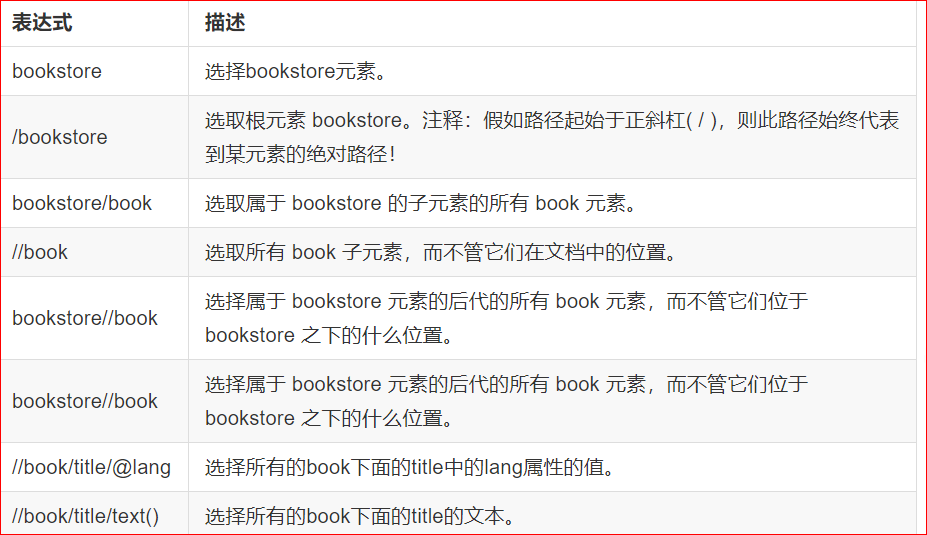 表达式 描述
bookstore 选择bookstore元素。
/bookstore 选取根元素 bookstore。注释：假如路径起始于正斜杠( / )，则此路径始终代表
到某元素的绝对路径！
bookstore/book 选取属于 bookstore 的子元素的所有 book 元素。
//book 选取所有 book 子元素，而不管它们在文档中的位置。
bookstore//book 选择属于 bookstore 元素的后代的所有 book 元素，而不管它们位于
bookstore 之下的什么位置。
bookstore//book 选择属于 bookstore 元素的后代的所有 book 元素，而不管它们位于
bookstore 之下的什么位置。
//book/title/@lang 选择所有的book下面的title中的lang属性的值。
//book/title/text() 选择所有的book下面的title的文本。